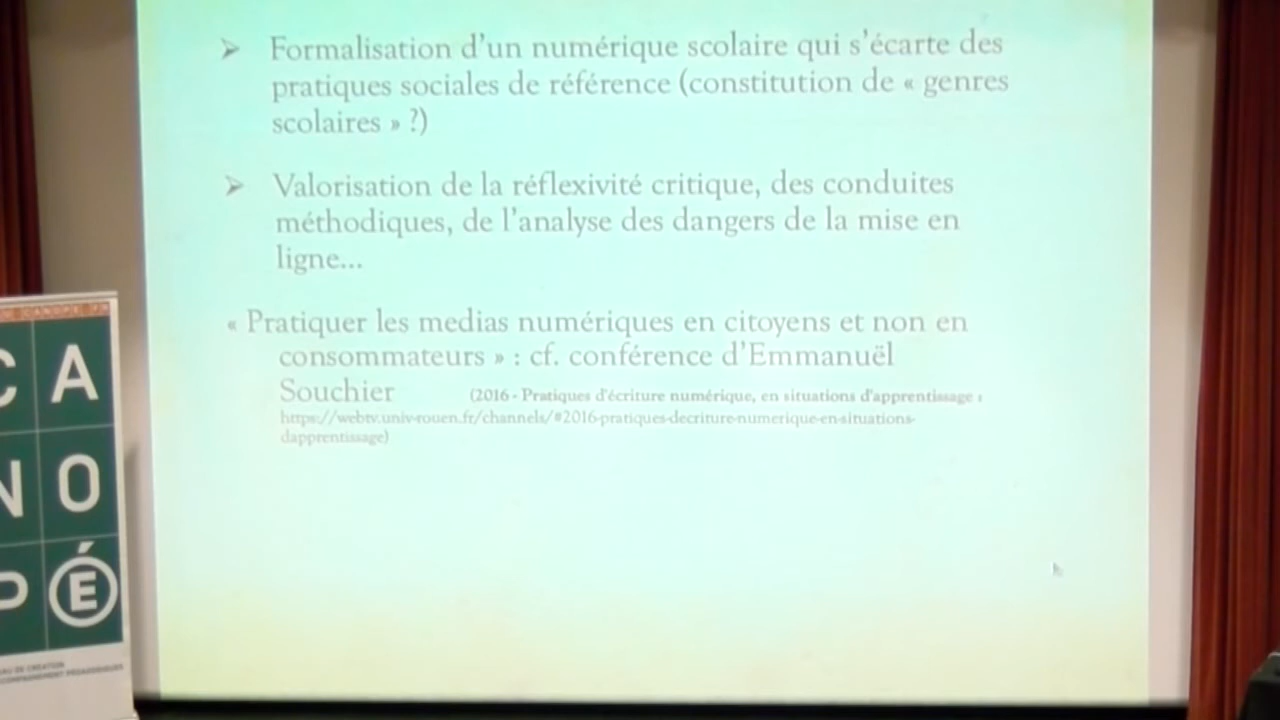 ➢ Formalisation d'un numérique scolaire qui s'écarte des
pratiques sociales de référence (constitution de « genres
scolaires » ?)
➢ Valorisation de la réflexivité critique, des conduites
méthodiques, de l'analyse des dangers de la mise en
ligne...
« Pratiquer les medias numériques en citoyens et non en
consommateurs » : cf. conférence d'Emmanuël
Souchier (2016 - Pratiques d'écriture numérique, en situations d'apprentissage :
https://webtv.univ-rouen.fr/channels/#2016-pratiques-decriture-numerique-en-situations-
dapprentissage)
C A
N O
P É